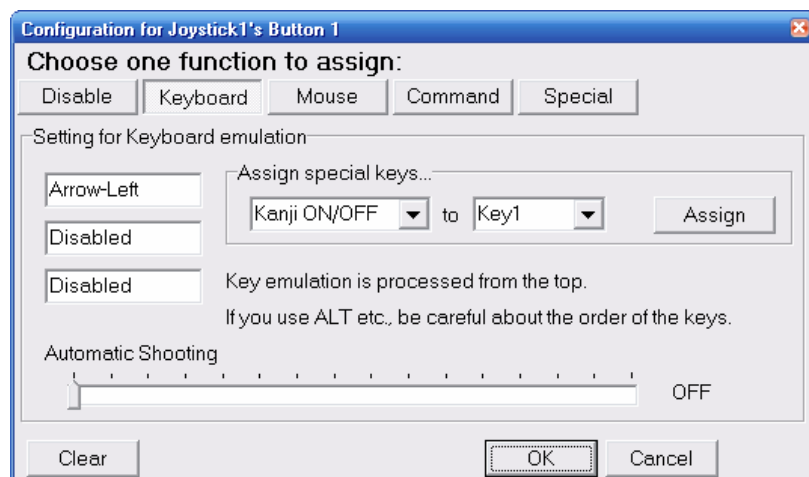 Configuration for Joystick1's Button 1
Choose one function to assign:
Disable Keyboard Mouse Command Special
Setting for Keyboard emulation
Assign special keys...
Arrow-Left
Kanji ON/OFF to Key1 Assign
Disabled
Disabled
Key emulation is processed from the top.
If you use ALT etc., be careful about the order of the keys.
Automatic Shooting
OFF
Clear OK Cancel